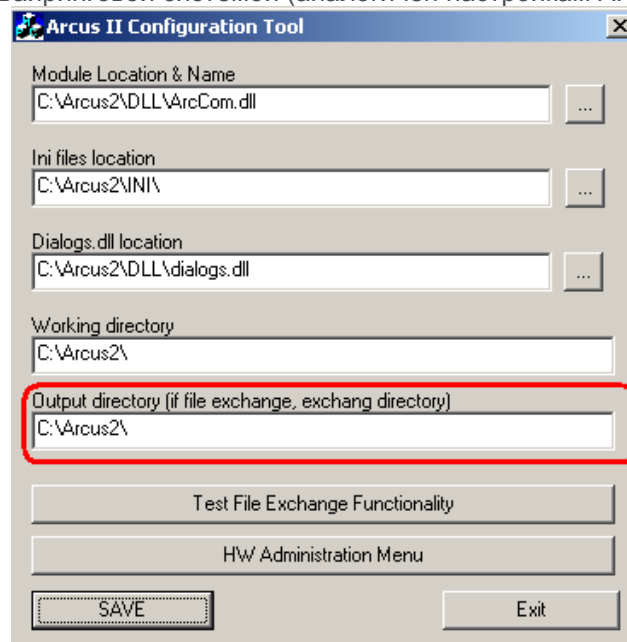 Arcus II Configuration Tool
Module Location & Name
C:\Arcus2\DLL\ArcCom.dll
...
Ini files location
C:\Arcus2\INI\
...
Dialogs.dll location
C:\Arcus2\DLL\dialogs.dll
...
Working directory
C:\Arcus2\
Output directory (if file exchange, exchang directory)
C:\Arcus2\
Test File Exchange Functionality
HW Administration Menu
SAVE
Exit